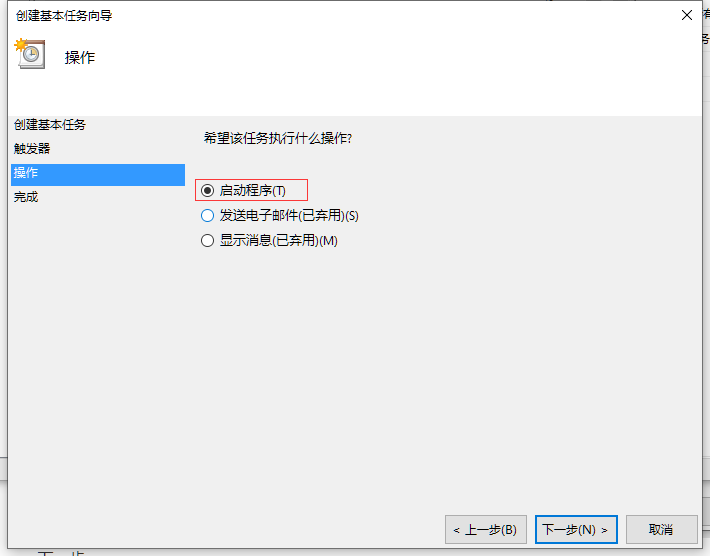 创建基本任务向导
操作
创建基本任务
触发器
操作
完成
希望该任务执行什么操作?
启动程序(T)
发送电子邮件(已弃用)(S)
显示消息(已弃用)(M)
< 上一步(B)
下一步(N) >
取消